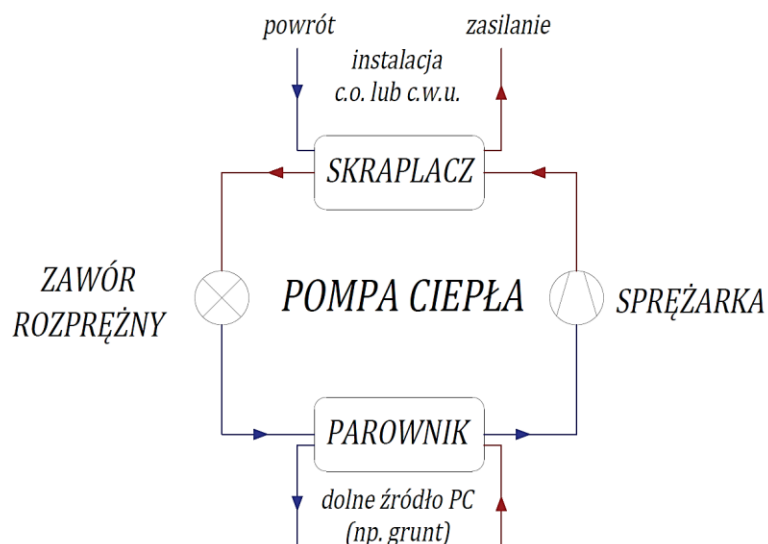 powrót
zasilanie
instalacja
c.o. lub c.w.u.
SKRAPLACZ
ZAWÓR
ROZPRĘŻNY
POMPA CIEPŁA
SPRĘŻARKA
PAROWNIK
dolne źródło PC
(np. grunt)